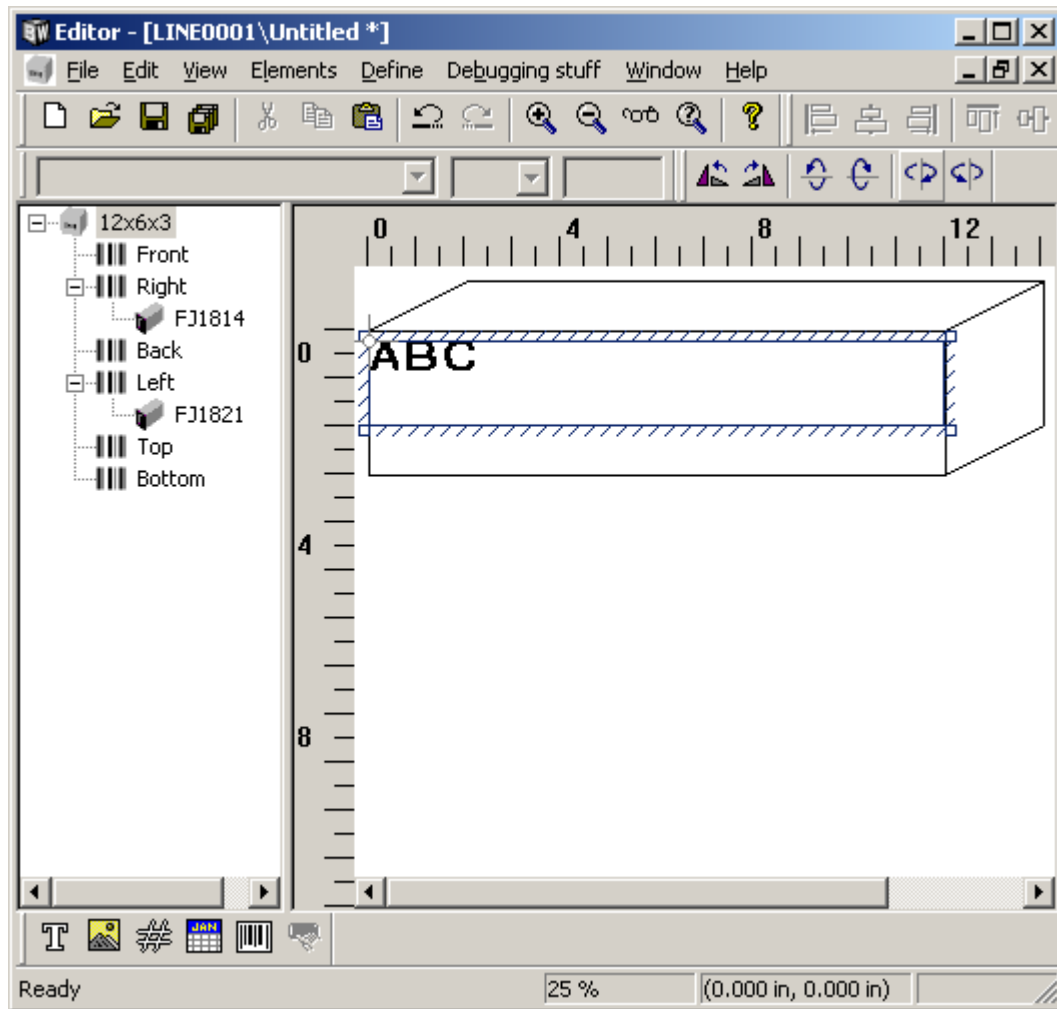 BW Editor - [LINE0001\Untitled *]
File Edit View Elements Define Debugging stuff Window Help
12x6x3
Front
Right
FJ1814
Back
Left
FJ1821
Top
Bottom
0 4 8 12
0
4
8
ABC
T JAN
Ready 25 % (0.000 in, 0.000 in)